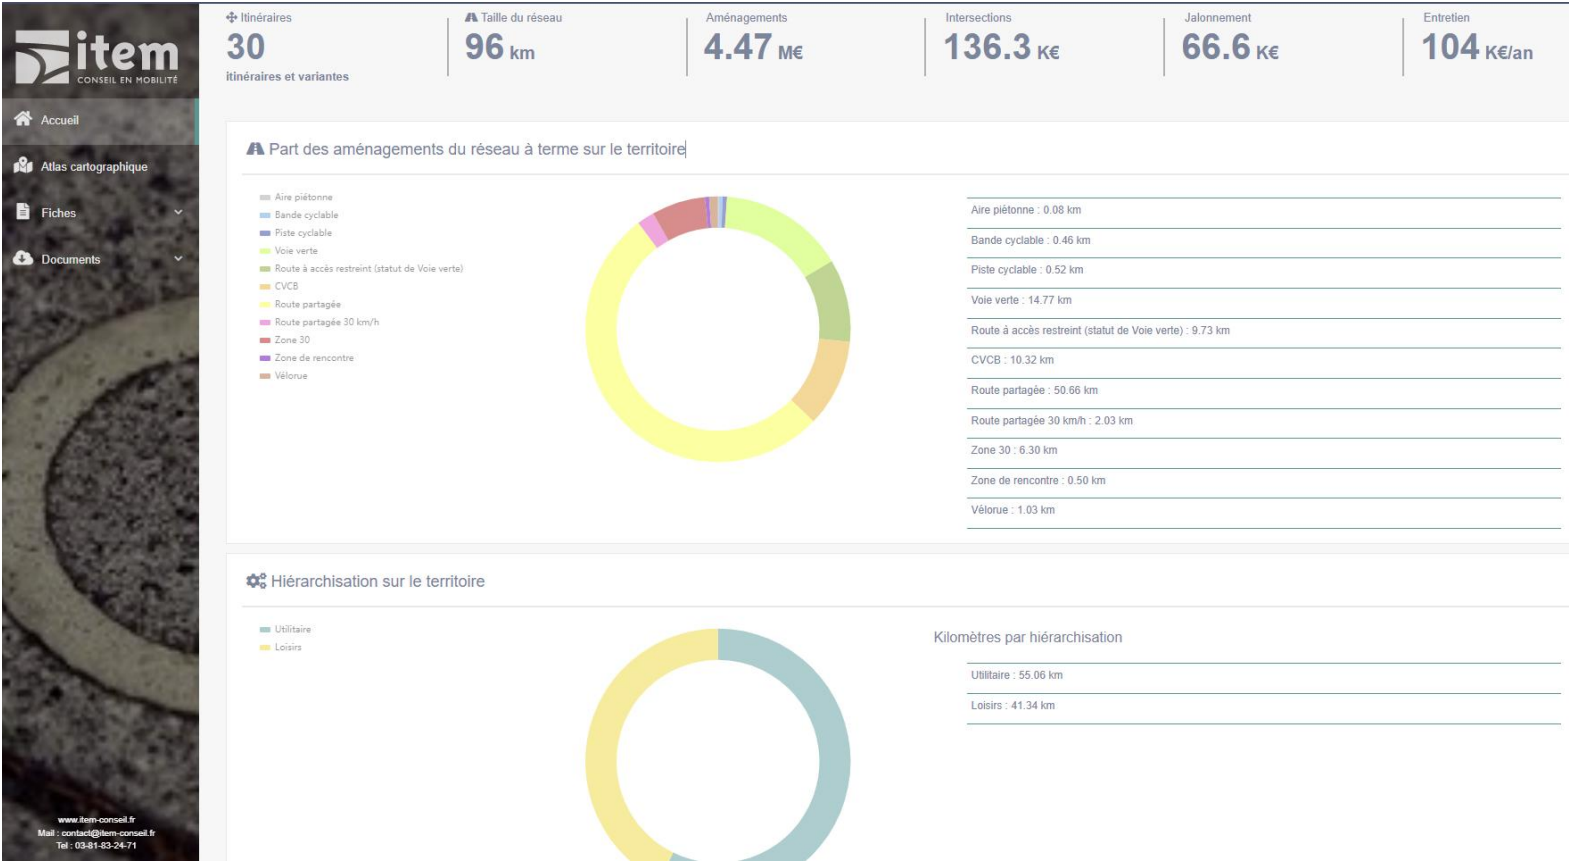 item
CONSEIL EN MOBILITÉ
Accueil
Atlas cartographique
Fiches
Documents
www.item-conseil.fr
Mail : contact@item-conseil.fr
Tel : 03-81-83-24-71
Itinéraires
30
itinéraires et variantes
Taille du réseau
96 km
Aménagements
4.47 M€
Intersections
136.3 K€
Jalonnement
66.6 K€
Entretien
104 K€/an
Part des aménagements du réseau à terme sur le territoire
Aire piétonne
Bande cyclable
Piste cyclable
Voie verte
Route à accès restreint (statut de Voie verte)
CVCB
Route partagée
Route partagée 30 km/h
Zone 30
Zone de rencontre
Vélorue
Aire piétonne : 0.08 km
Bande cyclable : 0.46 km
Piste cyclable : 0.52 km
Voie verte : 14.77 km
Route à accès restreint (statut de Voie verte) : 9.73 km
CVCB : 10.32 km
Route partagée : 50.66 km
Route partagée 30 km/h : 2.03 km
Zone 30 : 6.30 km
Zone de rencontre : 0.50 km
Vélorue : 1.03 km
Hiérarchisation sur le territoire
Utilitaire
Loisirs
Kilomètres par hiérarchisation
Utilitaire : 55.06 km
Loisirs : 41.34 km